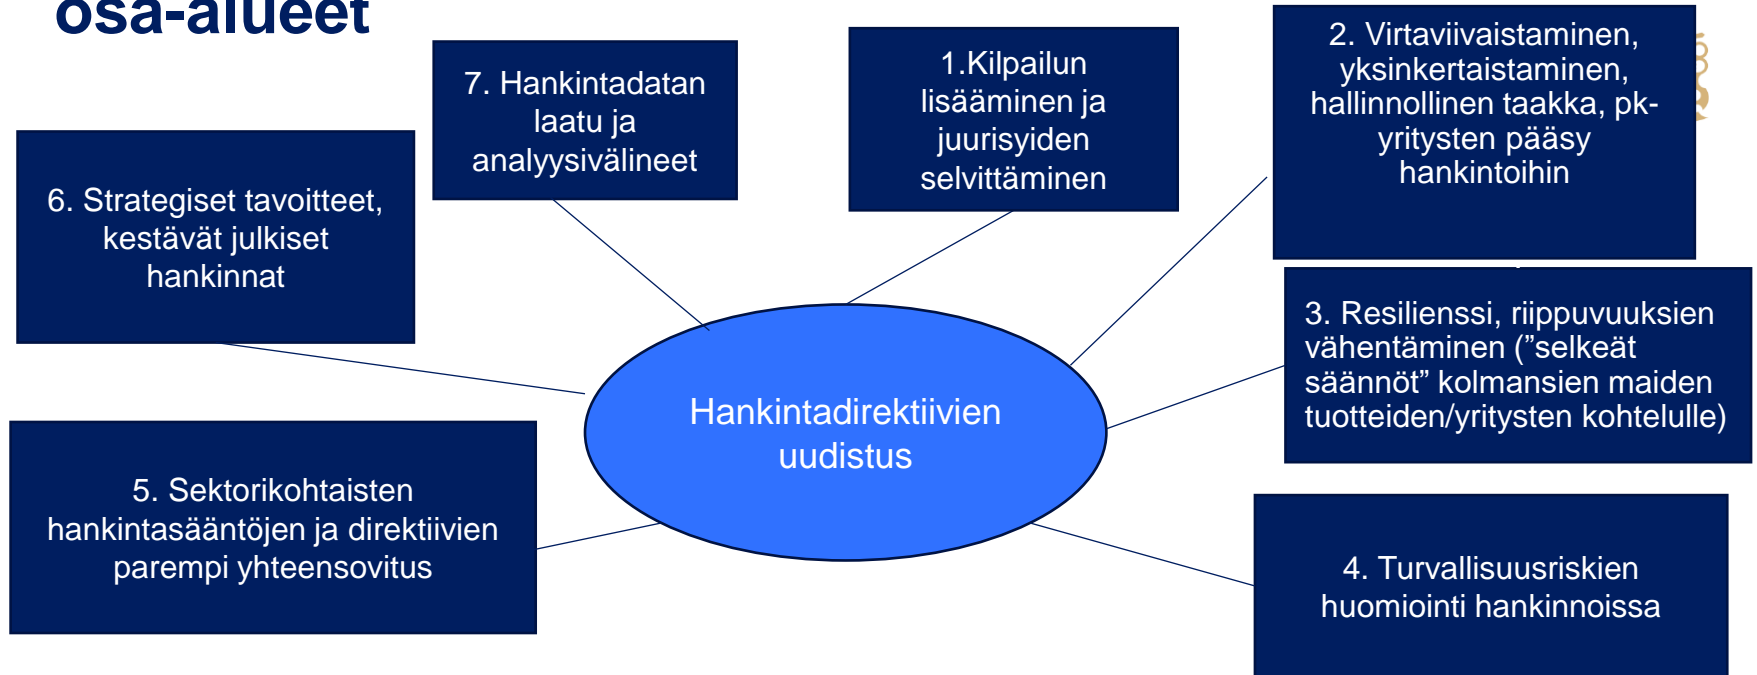 osa-alueet
1.Kilpailun
lisääminen ja
juurisyiden
selvittäminen
2. Virtaviivaistaminen,
yksinkertaistaminen,
hallinnollinen taakka, pk-
yritysten pääsy
hankintoihin
3. Resilienssi, riippuvuuksien
vähentäminen (”selkeät
säännöt” kolmansien maiden
tuotteiden/yritysten kohtelulle)
4. Turvallisuusriskien
huomiointi hankinnoissa
5. Sektorikohtaisten
hankintasääntöjen ja direktiivien
parempi yhteensovitus
6. Strategiset tavoitteet,
kestävät julkiset
hankinnat
7. Hankintadatan
laatu ja
analyysivälineet
Hankintadirektiivien
uudistus